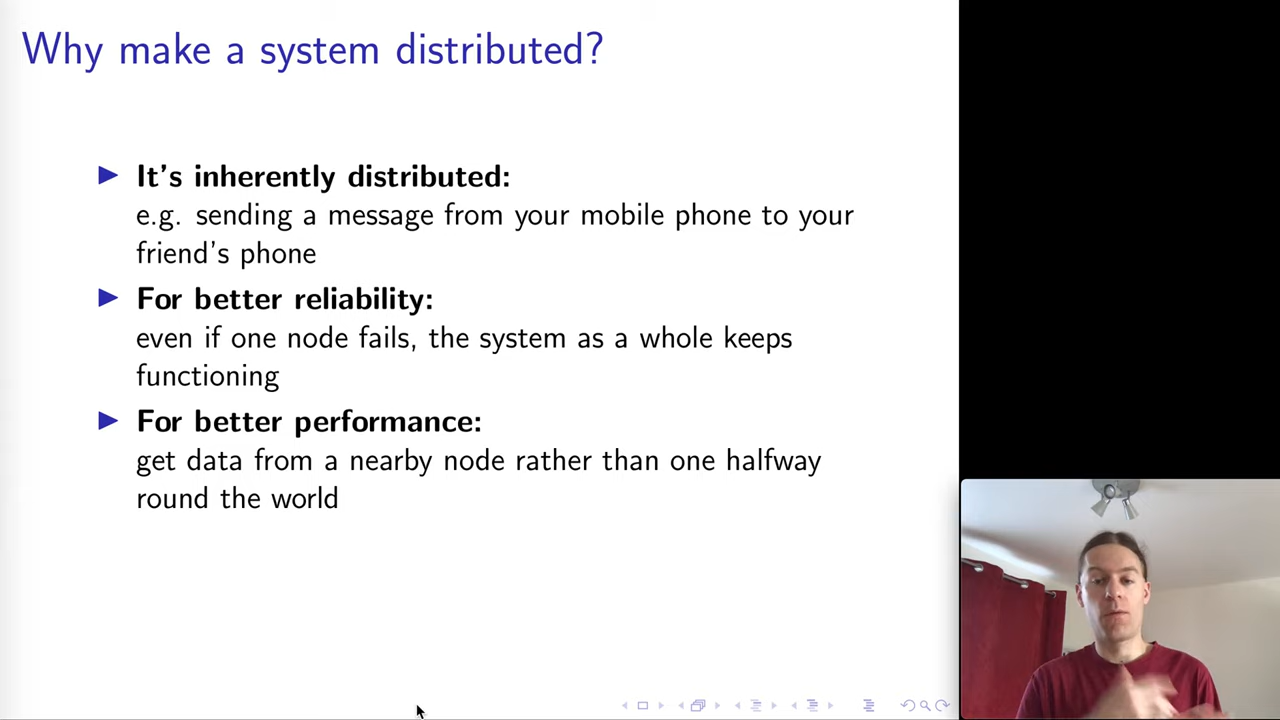 Why make a system distributed?
It's inherently distributed:
e.g. sending a message from your mobile phone to your
friend's phone
For better reliability:
even if one node fails, the system as a whole keeps
functioning
For better performance:
get data from a nearby node rather than one halfway
round the world